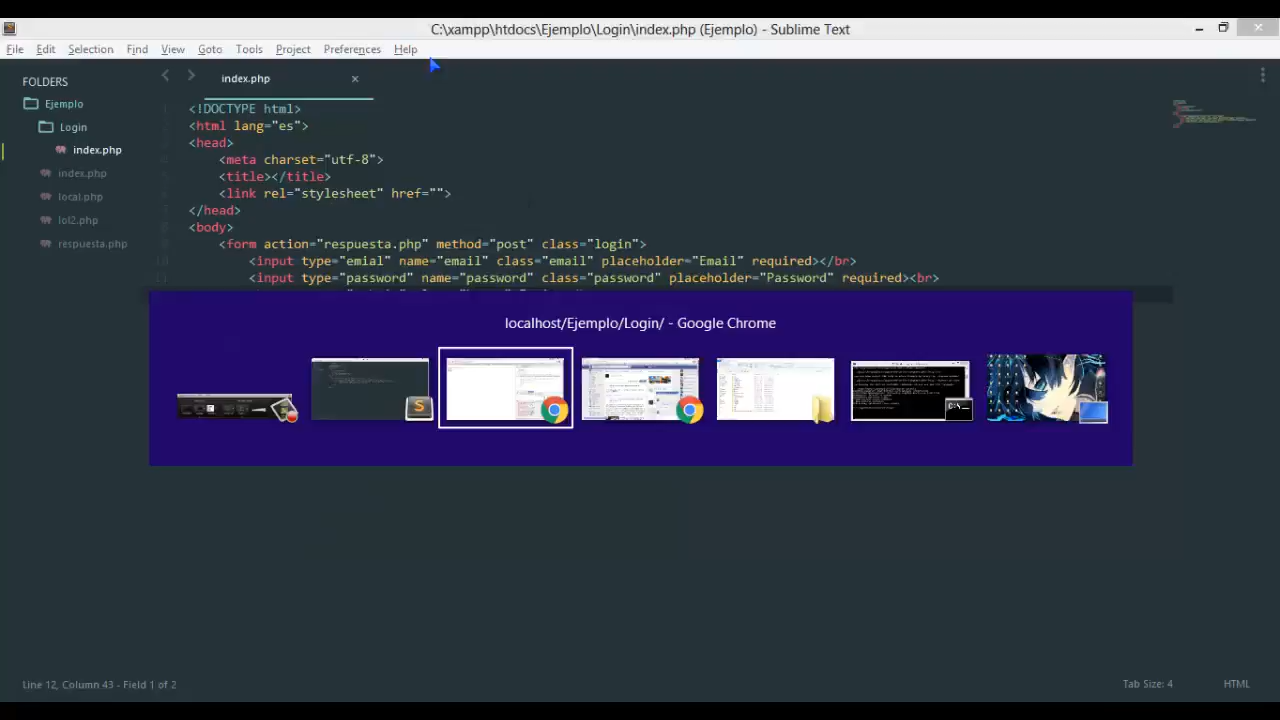 C:\xampp\htdocs\Ejemplo\Login\index.php (Ejemplo) - Sublime Text
File Edit Selection Find View Goto Tools Project Preferences Help
FOLDERS
Ejemplo
Login
index.php
index.php
local.php
lol2.php
respuesta.php
index.php
<!DOCTYPE html>
<html lang="es">
<head>
<meta charset="utf-8">
<title></title>
<link rel="stylesheet" href="">
</head>
<body>
<form action="respuesta.php" method="post" class="login">
<input type="emial" name="email" class="email" placeholder="Email" required></br>
<input type="password" name="password" class="password" placeholder="Password" required><br>
localhost/Ejemplo/Login/ - Google Chrome
Line 12, Column 43 - Field 1 of 2
Tab Size: 4
HTML